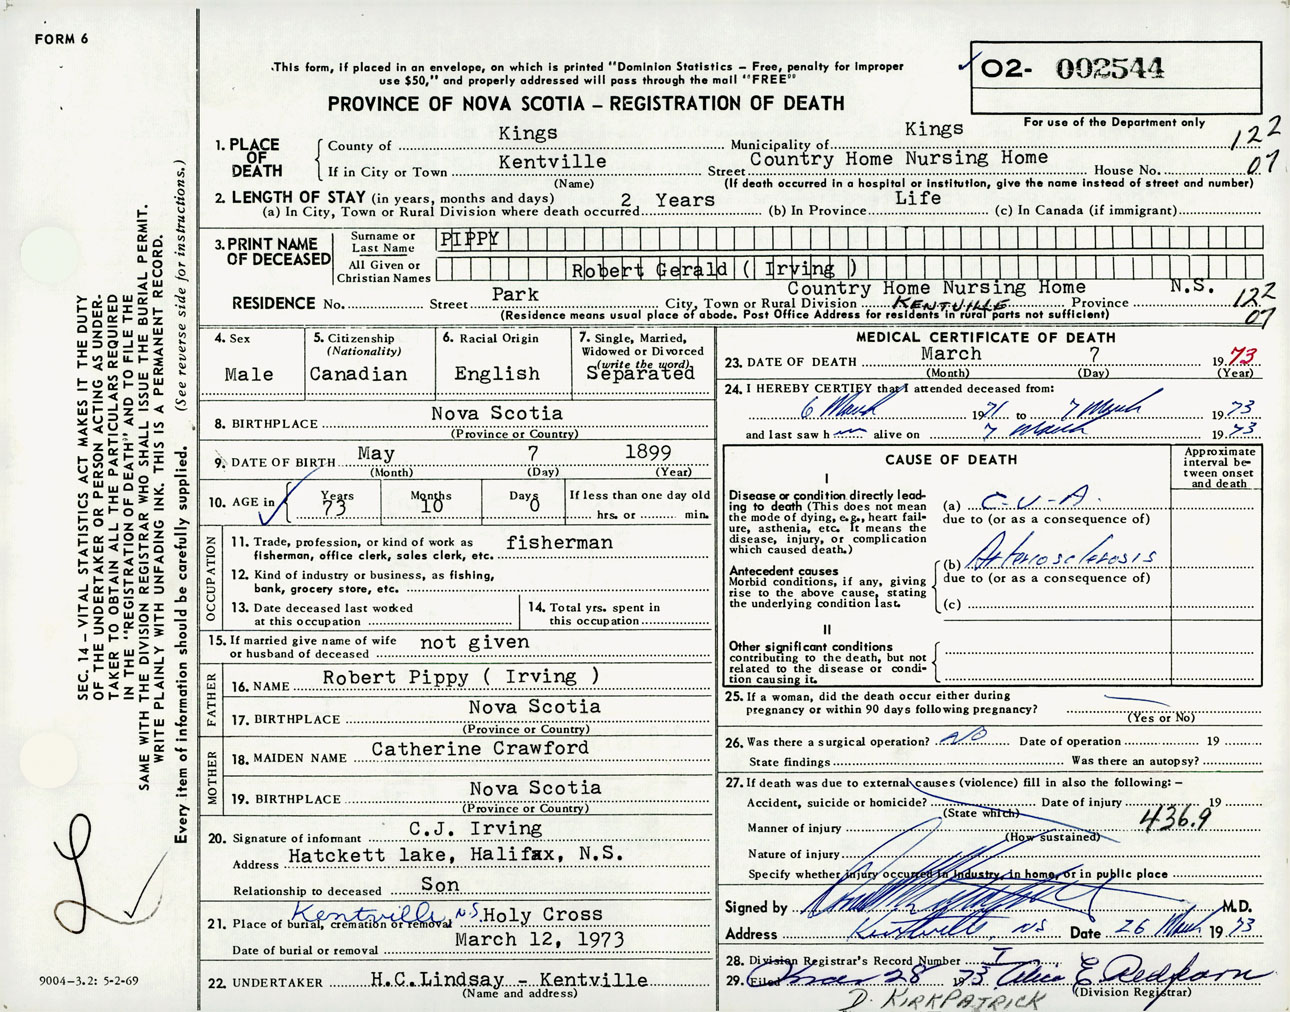 FORM 6
.This form, if placed in an envelope, on which is printed "Dominion Statistics – Free, penalty for improper
use $50," and properly addressed will pass through the mail "FREE"
PROVINCE OF NOVA SCOTIA – REGISTRATION OF DEATH
O2- 002544
For use of the Department only
122
07
1. PLACE OF DEATH
County of Kings Municipality of Kings
If in City or Town Kentville Street Country Home Nursing Home House No.
(Name) (If death occurred in a hospital or institution, give the name instead of street and number)
2. LENGTH OF STAY (in years, months and days)
(a) In City, Town or Rural Division where death occurred 2 Years (b) In Province Life (c) In Canada (if immigrant)
3. PRINT NAME OF DECEASED
Surname or Last Name PIPPY
All Given or Christian Names Robert Gerald ( Irving )
RESIDENCE No. Street Park City, Town or Rural Division Country Home Nursing Home KENTVILLE Province N.S.
122
07
(Residence means usual place of abode. Post Office Address for residents in rural parts not sufficient)
4. Sex
Male
5. Citizenship
(Nationality)
Canadian
6. Racial Origin
English
7. Single, Married,
Widowed or Divorced
(write the word)
Separated
8. BIRTHPLACE Nova Scotia
(Province or Country)
9. DATE OF BIRTH May 7 1899
(Month) (Day) (Year)
10. AGE in Years 73 Months 10 Days 0 If less than one day old
hrs. or min.
OCCUPATION
11. Trade, profession, or kind of work as
fisherman, office clerk, sales clerk, etc. fisherman
12. Kind of industry or business, as fishing,
bank, grocery store, etc.
13. Date deceased last worked
at this occupation
14. Total yrs. spent in
this occupation
15. If married give name of wife
or husband of deceased not given
FATHER
16. NAME Robert Pippy ( Irving )
17. BIRTHPLACE Nova Scotia
(Province or Country)
MOTHER
18. MAIDEN NAME Catherine Crawford
19. BIRTHPLACE Nova Scotia
(Province or Country)
20. Signature of informant C.J. Irving
Address Hatckett lake, Halifax, N.S.
Relationship to deceased Son
21. Place of burial, cremation or removal Kentville N.S. Holy Cross
Date of burial or removal March 12, 1973
22. UNDERTAKER H.C.Lindsay - Kentville
(Name and address)
MEDICAL CERTIFICATE OF DEATH
23. DATE OF DEATH March 7 1973
(Month) (Day) (Year)
24. I HEREBY CERTIFY that I attended deceased from:
6 March 1971 to 7 March 1973
and last saw him alive on 7 March 1973
CAUSE OF DEATH
Approximate
interval be-
tween onset
and death
I
Disease or condition directly lead-
ing to death (This does not mean
the mode of dying, e.g., heart fail-
ure, asthenia, etc. It means the
disease, injury, or complication
which caused death.)
(a) C.V.A.
due to (or as a consequence of)
Antecedent causes
Morbid conditions, if any, giving
rise to the above cause, stating
the underlying condition last.
(b) Arteriosclerosis
due to (or as a consequence of)
(c)
II
Other significant conditions
contributing to the death, but not
related to the disease or condi-
tion causing it.
25. If a woman, did the death occur either during
pregnancy or within 90 days following pregnancy?
(Yes or No)
26. Was there a surgical operation? NO Date of operation 19
State findings Was there an autopsy?
27. If death was due to external causes (violence) fill in also the following: –
Accident, suicide or homicide? Date of injury 19
(State which)
Manner of injury 436.9
(How sustained)
Nature of injury
Specify whether injury occurred in industry, in home, or in public place
Signed by M.D.
Address Kentville, NS Date 26 March 1973
28. Division Registrar's Record Number
29. Filed 28 1973
(Division Registrar)
D. KIRKPATRICK
SEC. 14 – VITAL STATISTICS ACT MAKES IT THE DUTY
OF THE UNDERTAKER OR PERSON ACTING AS UNDER-
TAKER TO OBTAIN ALL THE PARTICULARS REQUIRED
IN THE "REGISTRATION OF DEATH" AND TO FILE THE
SAME WITH THE DIVISION REGISTRAR WHO SHALL ISSUE THE BURIAL PERMIT.
WRITE PLAINLY WITH UNFADING INK. THIS IS A PERMANENT RECORD.
Every item of information should be carefully supplied. (See reverse side for instructions.)
9004-3.2: 5-2-69